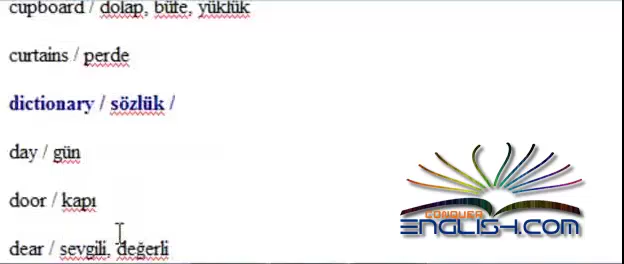 cupboard / dolap, büfe, yüklük
curtains / perde
dictionary / sözlük /
day / gün
door / kapı
dear / sevgili, değerli
CONQUER
ENGLISH.COM